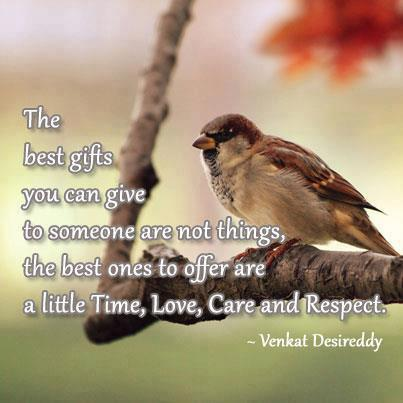 The
best gifts
you can give
to someone are not things,
the best ones to offer are
a little Time, Love, Care and Respect.
~ Venkat Desireddy